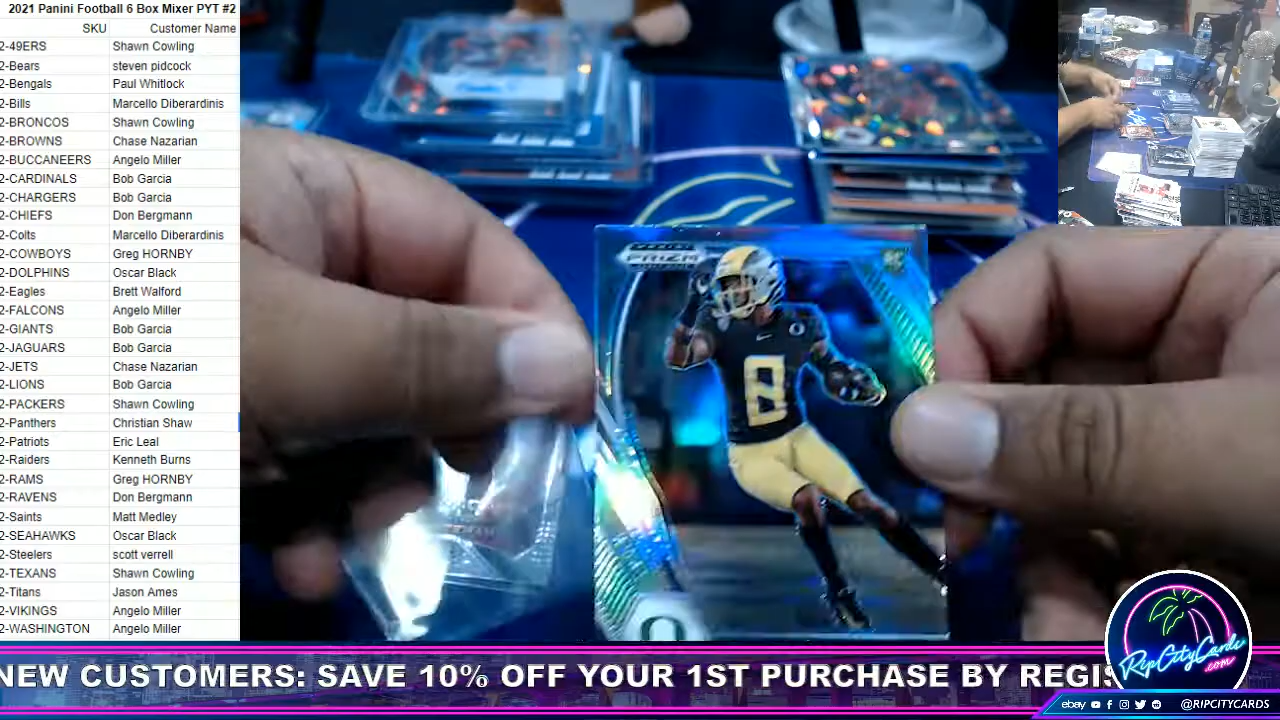 2021 Panini Football 6 Box Mixer PYT #2
SKU Customer Name
2-49ERS Shawn Cowling
2-Bears steven pidcock
2-Bengals Paul Whitlock
2-Bills Marcello Diberardinis
2-BRONCOS Shawn Cowling
2-BROWNS Chase Nazarian
2-BUCCANEERS Angelo Miller
2-CARDINALS Bob Garcia
2-CHARGERS Bob Garcia
2-CHIEFS Don Bergmann
2-Colts Marcello Diberardinis
2-COWBOYS Greg HORNBY
2-DOLPHINS Oscar Black
2-Eagles Brett Walford
2-FALCONS Angelo Miller
2-GIANTS Bob Garcia
2-JAGUARS Bob Garcia
2-JETS Chase Nazarian
2-LIONS Bob Garcia
2-PACKERS Shawn Cowling
2-Panthers Christian Shaw
2-Patriots Eric Leal
2-Raiders Kenneth Burns
2-RAMS Greg HORNBY
2-RAVENS Don Bergmann
2-Saints Matt Medley
2-SEAHAWKS Oscar Black
2-Steelers scott verrell
2-TEXANS Shawn Cowling
2-Titans Jason Ames
2-VIKINGS Angelo Miller
2-WASHINGTON Angelo Miller
PRIZM
RC
8
O
NEW CUSTOMERS: SAVE 10% OFF YOUR 1ST PURCHASE BY REGIS
RipCityCards
.com
ebay @RIPCITYCARDS